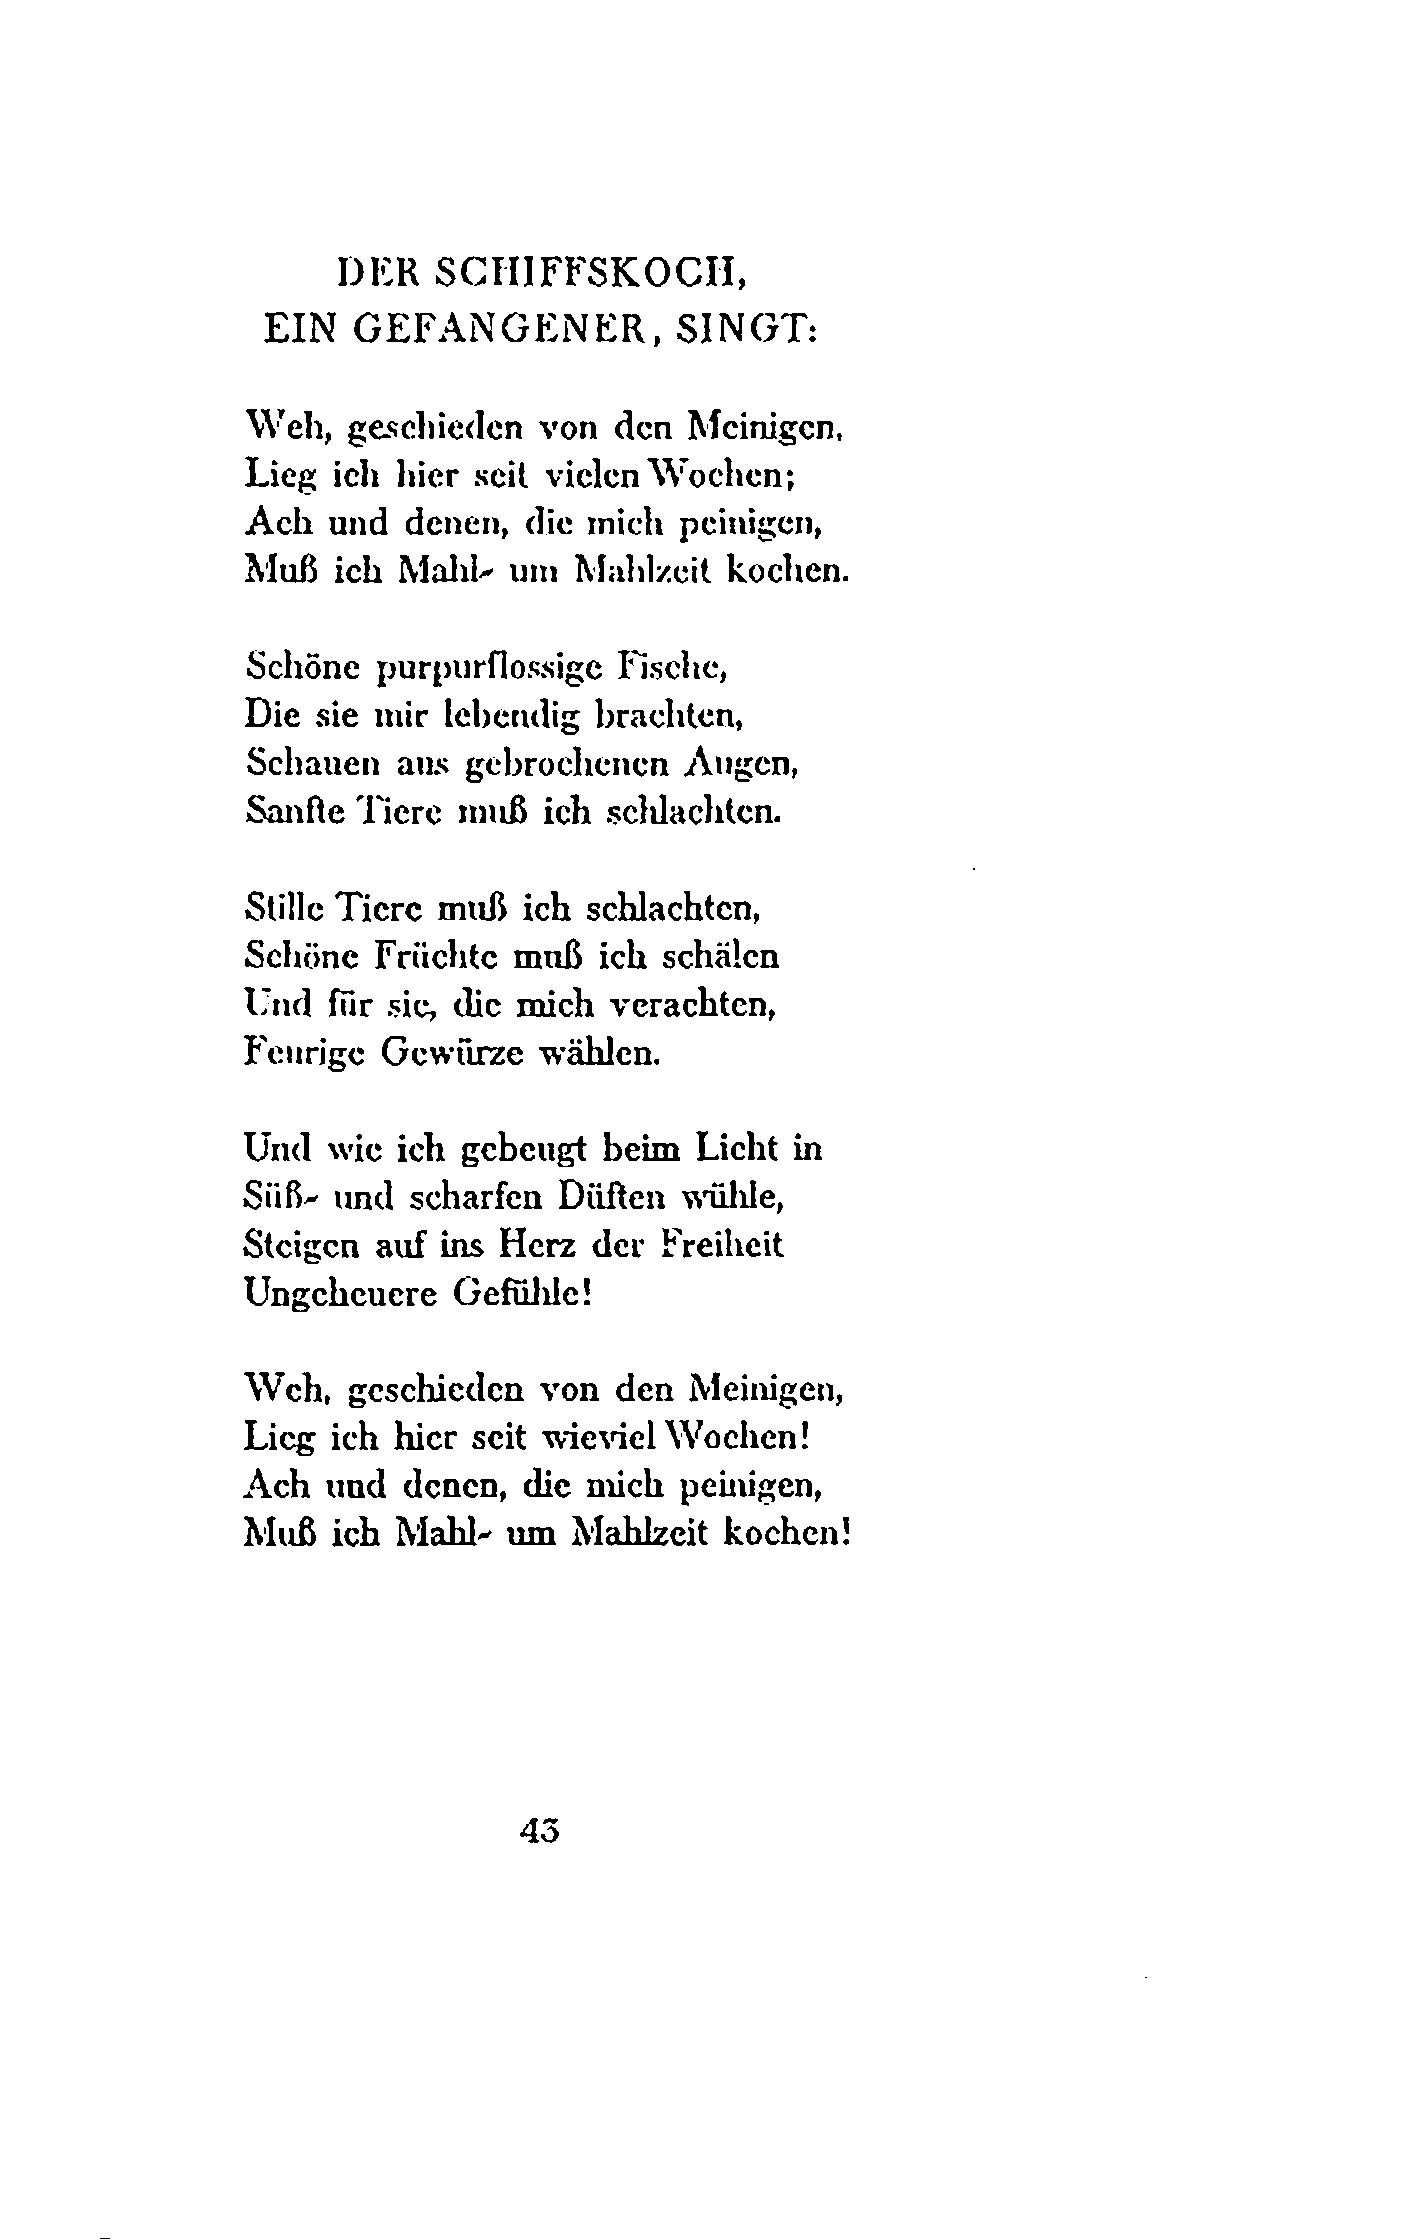 DER SCHIFFSKOCH,
EIN GEFANGENER, SINGT:
Weh, geschieden von den Meinigen,
Lieg ich hier seit vielen Wochen;
Ach und denen, die mich peinigen,
Muß ich Mahl- um Mahlzeit kochen.
Schöne purpurflossige Fische,
Die sie mir lebendig brachten,
Schauen aus gebrochenen Augen,
Sanfte Tiere muß ich schlachten.
Stille Tiere muß ich schlachten,
Schöne Früchte muß ich schälen
Und für sie, die mich verachten,
Feurige Gewürze wählen.
Und wie ich gebeugt beim Licht in
Süß- und scharfen Düften wühle,
Steigen auf ins Herz der Freiheit
Ungeheuere Gefühle!
Weh, geschieden von den Meinigen,
Lieg ich hier seit wieviel Wochen!
Ach und denen, die mich peinigen,
Muß ich Mahl- um Mahlzeit kochen!
43